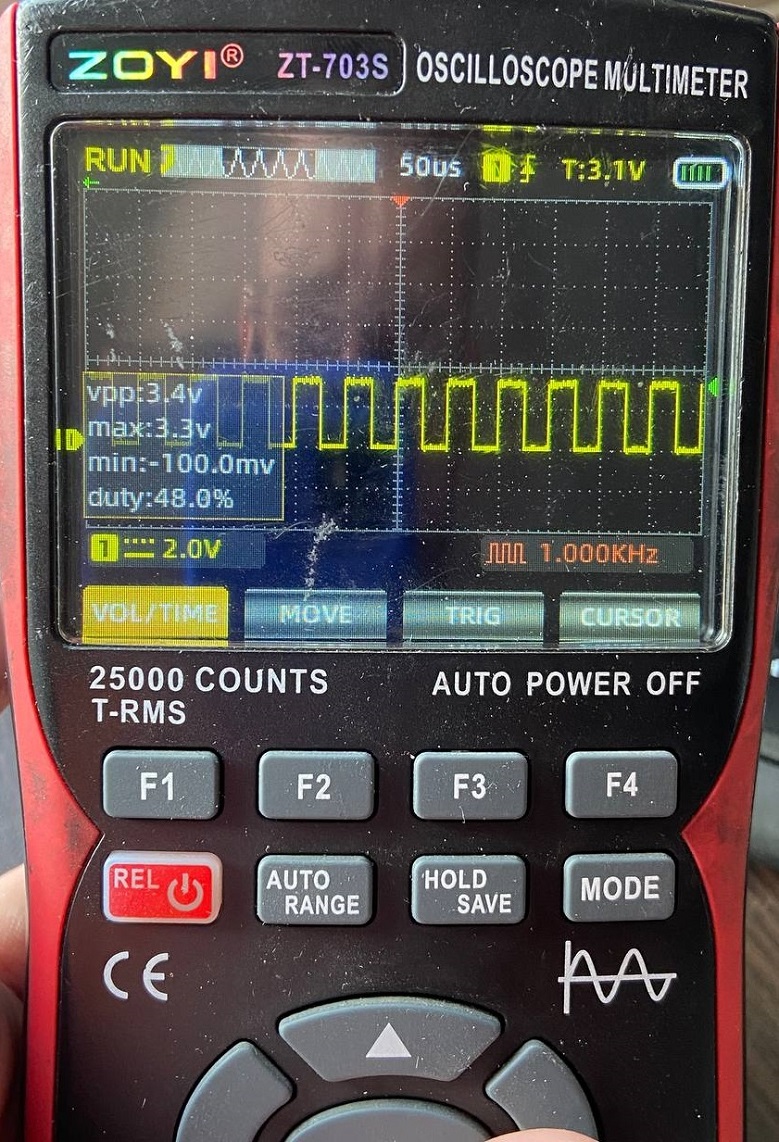 ZOYI® ZT-703S OSCILLOSCOPE MULTIMETER
RUN 50us 1 T:3.1V
vpp:3.4v
max:3.3v
min:-100.0mv
duty:48.0%
1D
1 2.0V 1.000KHz
VOL/TIME MOVE TRIG CURSOR
25000 COUNTS AUTO POWER OFF
T-RMS
F1 F2 F3 F4
REL AUTO RANGE HOLD SAVE MODE
CE